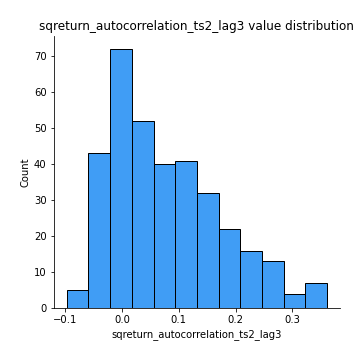 sqreturn_autocorrelation_ts2_lag3 value distribution
70
60
50
40
30
20
10
0
Count
−0.1 0.0 0.1 0.2 0.3
sqreturn_autocorrelation_ts2_lag3